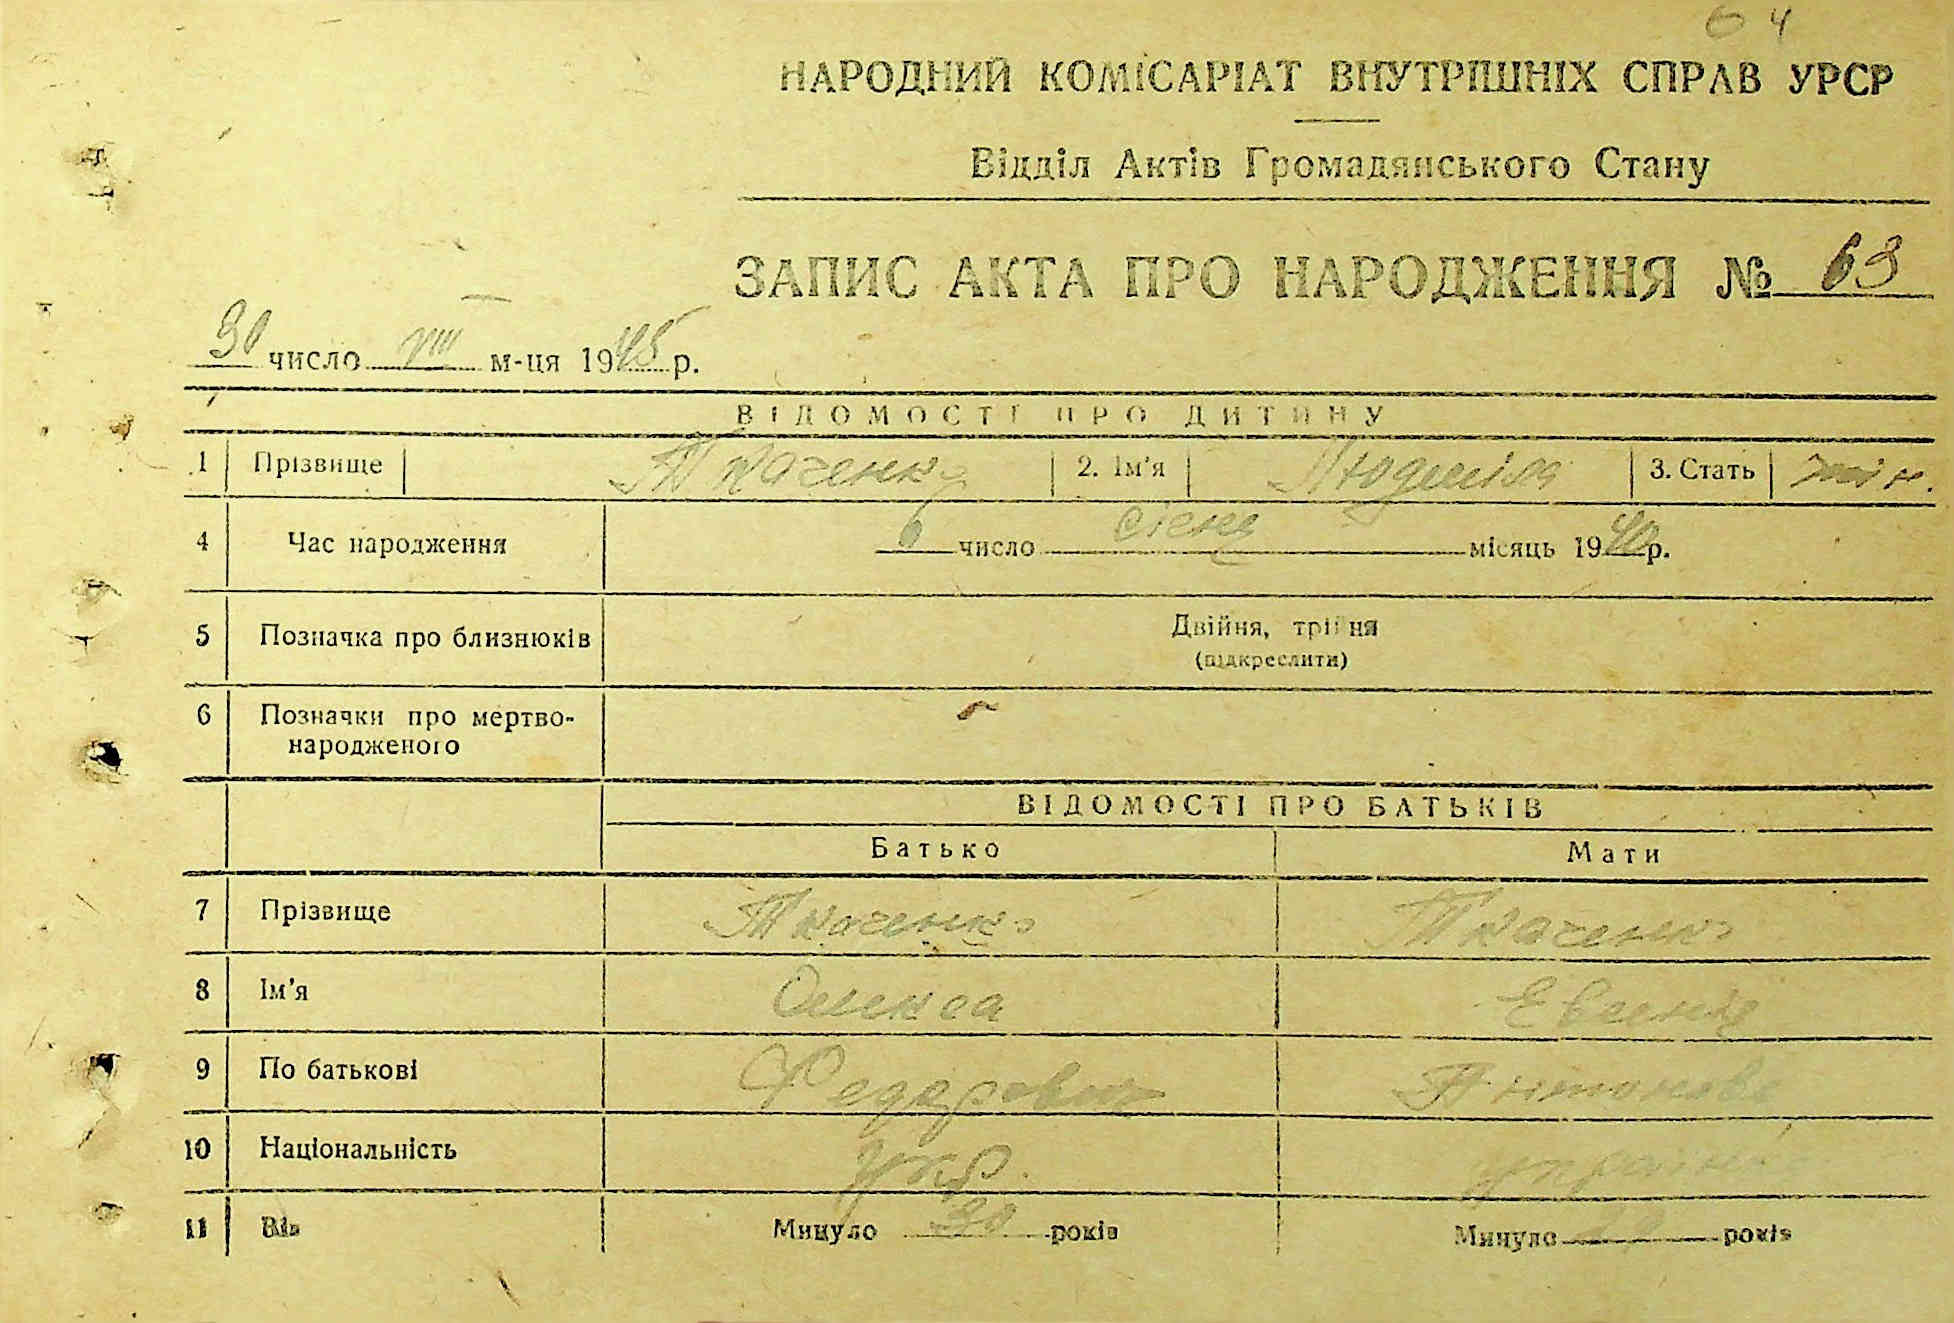 64
НАРОДНИЙ КОМІСАРІАТ ВНУТРІШНІХ СПРАВ УРСР
Відділ Актів Громадянського Стану
ЗАПИС АКТА ПРО НАРОДЖЕННЯ № 63
30 число VIII м-ця 1945 р.
ВІДОМОСТІ ПРО ДИТИНУ
1 Прізвище Ткаченко 2. Ім'я Людміла 3. Стать жін.
4 Час народження 6 число січня місяць 1940 р.
5 Позначка про близнюків Двійня, трійня
(підкреслити)
6 Позначки про мертво-
народженого
ВІДОМОСТІ ПРО БАТЬКІВ
Батько Мати
7 Прізвище Ткаченко Ткаченко
8 Ім'я Олекса Евгенія
9 По батькові Федорович Антоновна
10 Національність укр. українка
11 Вік Минуло 30 років Минуло років